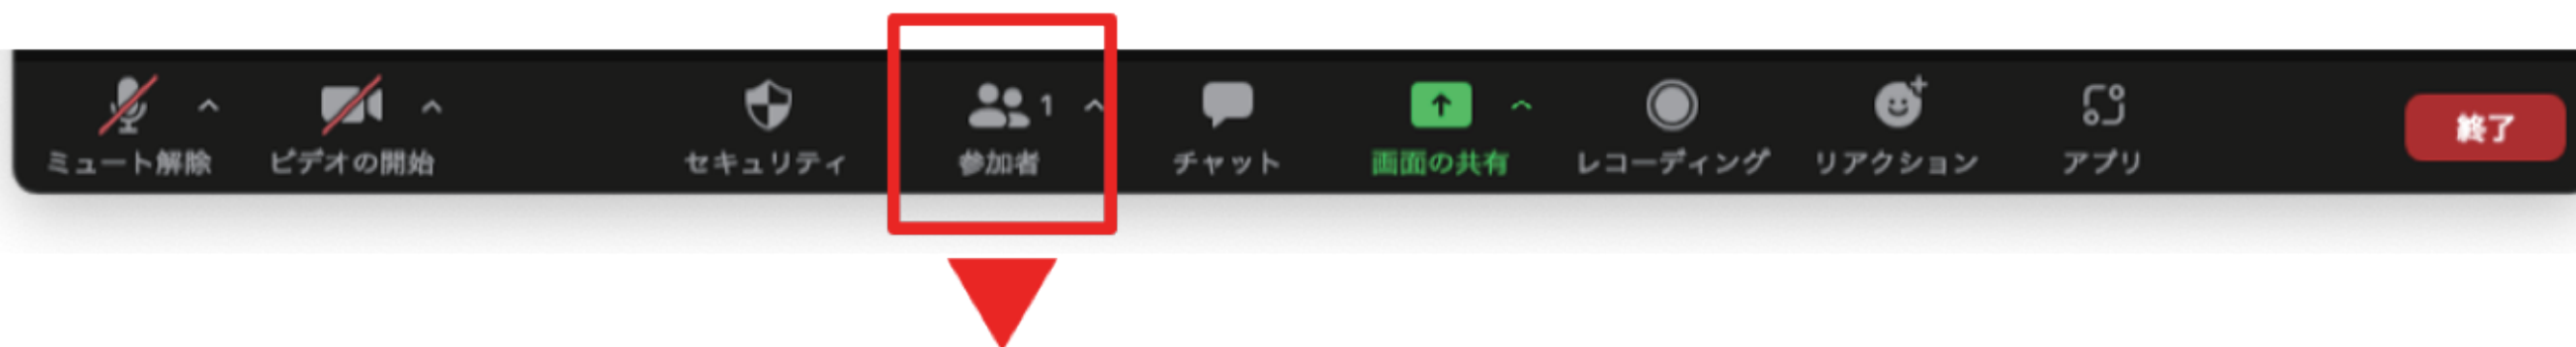 1
ミュート解除
ビデオの開始
セキュリティ
参加者
チャット
画面の共有
レコーディング
リアクション
アプリ
終了